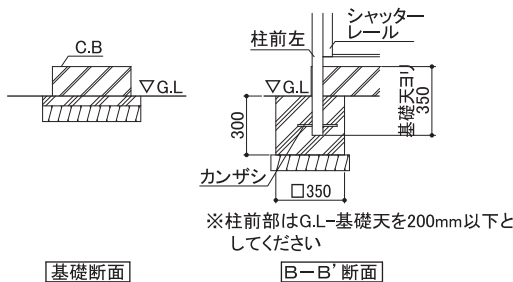 C.B
▽G.L
基礎断面
シャッター
レール
柱前左
▽G.L
300
基礎天ヨリ
350
カンザシ
□350
※柱前部はG.L-基礎天を200mm以下と
してください
B-B'断面